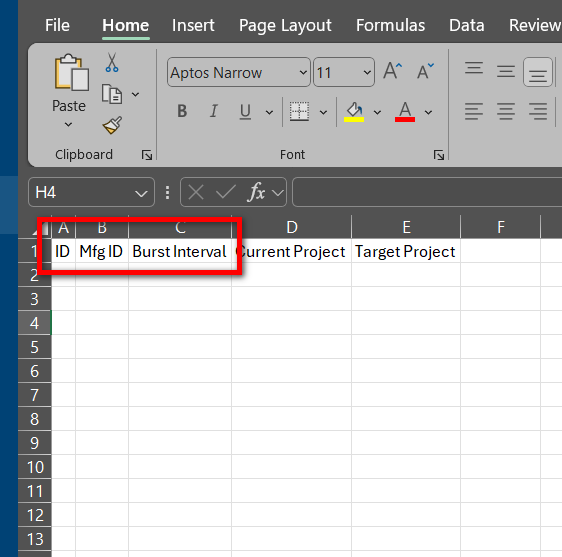 File Home Insert Page Layout Formulas Data Review
Aptos Narrow 11 A A
Paste
B I U A
Clipboard Font
H4 fx
A B C D E F
1 ID Mfg ID Burst Interval Current Project Target Project
2
3
4
5
6
7
8
9
10
11
12
13